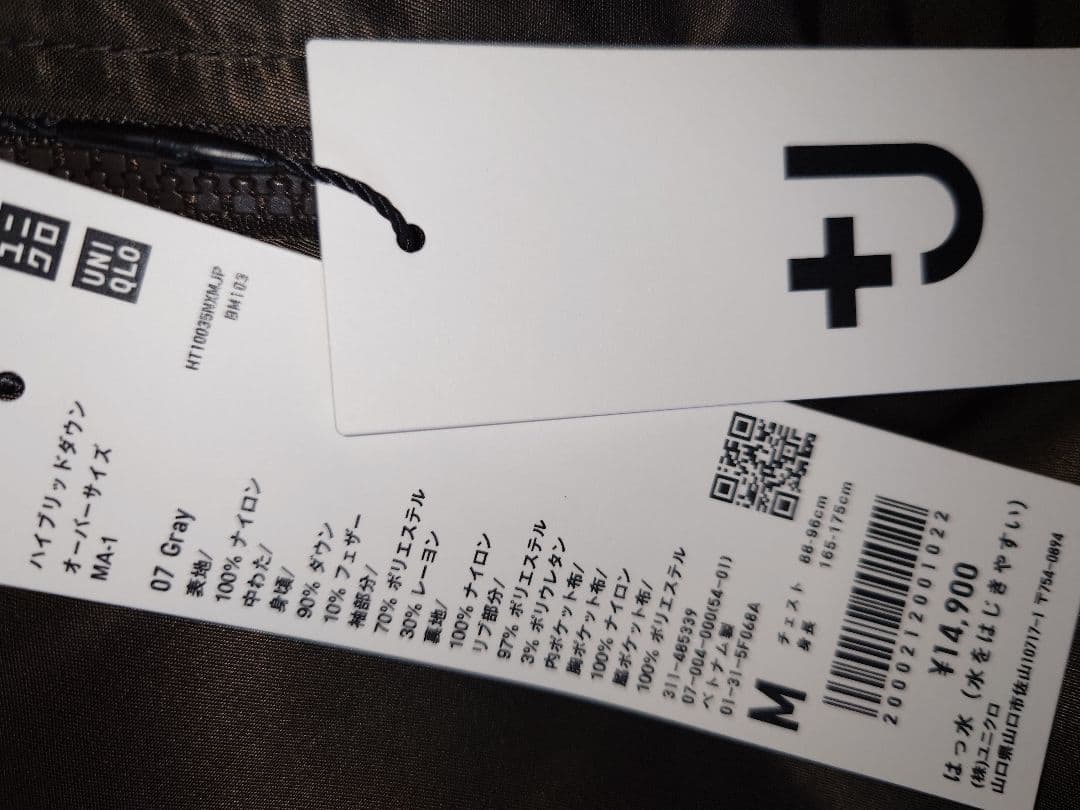 +J
ユニ
クロ
UNI
QLO
HT10035NXMJP
BM103
ハイブリッドダウン
オーバーサイズ
MA-1
07 Gray
表地/
100% ナイロン
中わた/
身頃/
90% ダウン
10% フェザー
袖部分/
70% ポリエステル
30% レーヨン
裏地/
100% ナイロン
リブ部分/
97% ポリエステル
3% ポリウレタン
内ポケット布/
胸ポケット布/
100% ナイロン
脇ポケット布/
100% ポリエステル
311-485339
07-004-000(54-01)
ベトナム製
01-31-5F068A
M
チェスト 88-96cm
身長 165-175cm
2000212001022
¥14,900
はっ水（水をはじきやすい）
(株)ユニクロ
山口県山口市佐山10717-1 〒754-0894